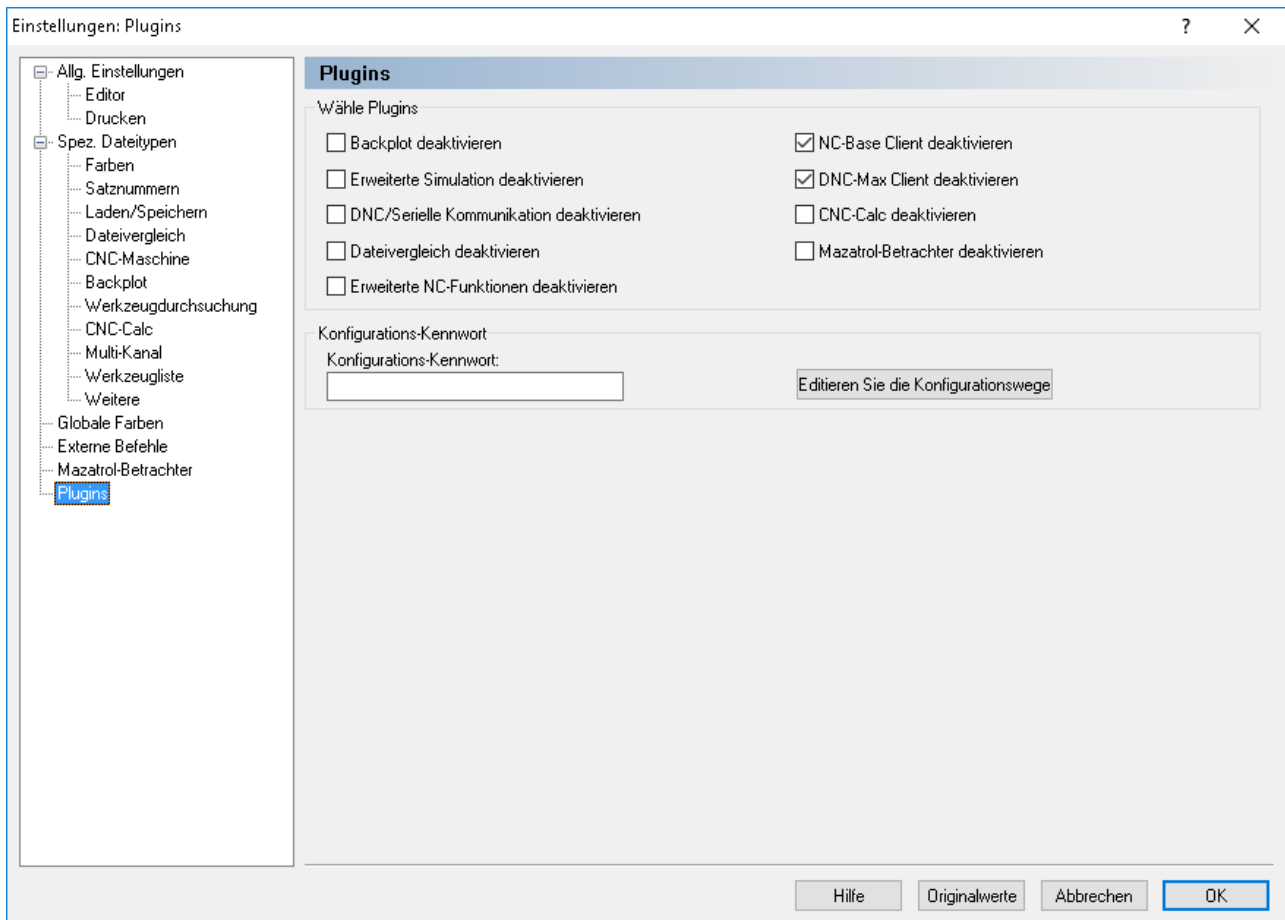 Einstellungen: Plugins
?
Allg. Einstellungen
Editor
Drucken
Spez. Dateitypen
Farben
Satznummern
Laden/Speichern
Dateivergleich
CNC-Maschine
Backplot
Werkzeugdurchsuchung
CNC-Calc
Multi-Kanal
Werkzeugliste
Weitere
Globale Farben
Externe Befehle
Mazatrol-Betrachter
Plugins
Plugins
Wähle Plugins
Backplot deaktivieren
Erweiterte Simulation deaktivieren
DNC/Serielle Kommunikation deaktivieren
Dateivergleich deaktivieren
Erweiterte NC-Funktionen deaktivieren
NC-Base Client deaktivieren
DNC-Max Client deaktivieren
CNC-Calc deaktivieren
Mazatrol-Betrachter deaktivieren
Konfigurations-Kennwort
Konfigurations-Kennwort:
Editieren Sie die Konfigurationswege
Hilfe
Originalwerte
Abbrechen
OK